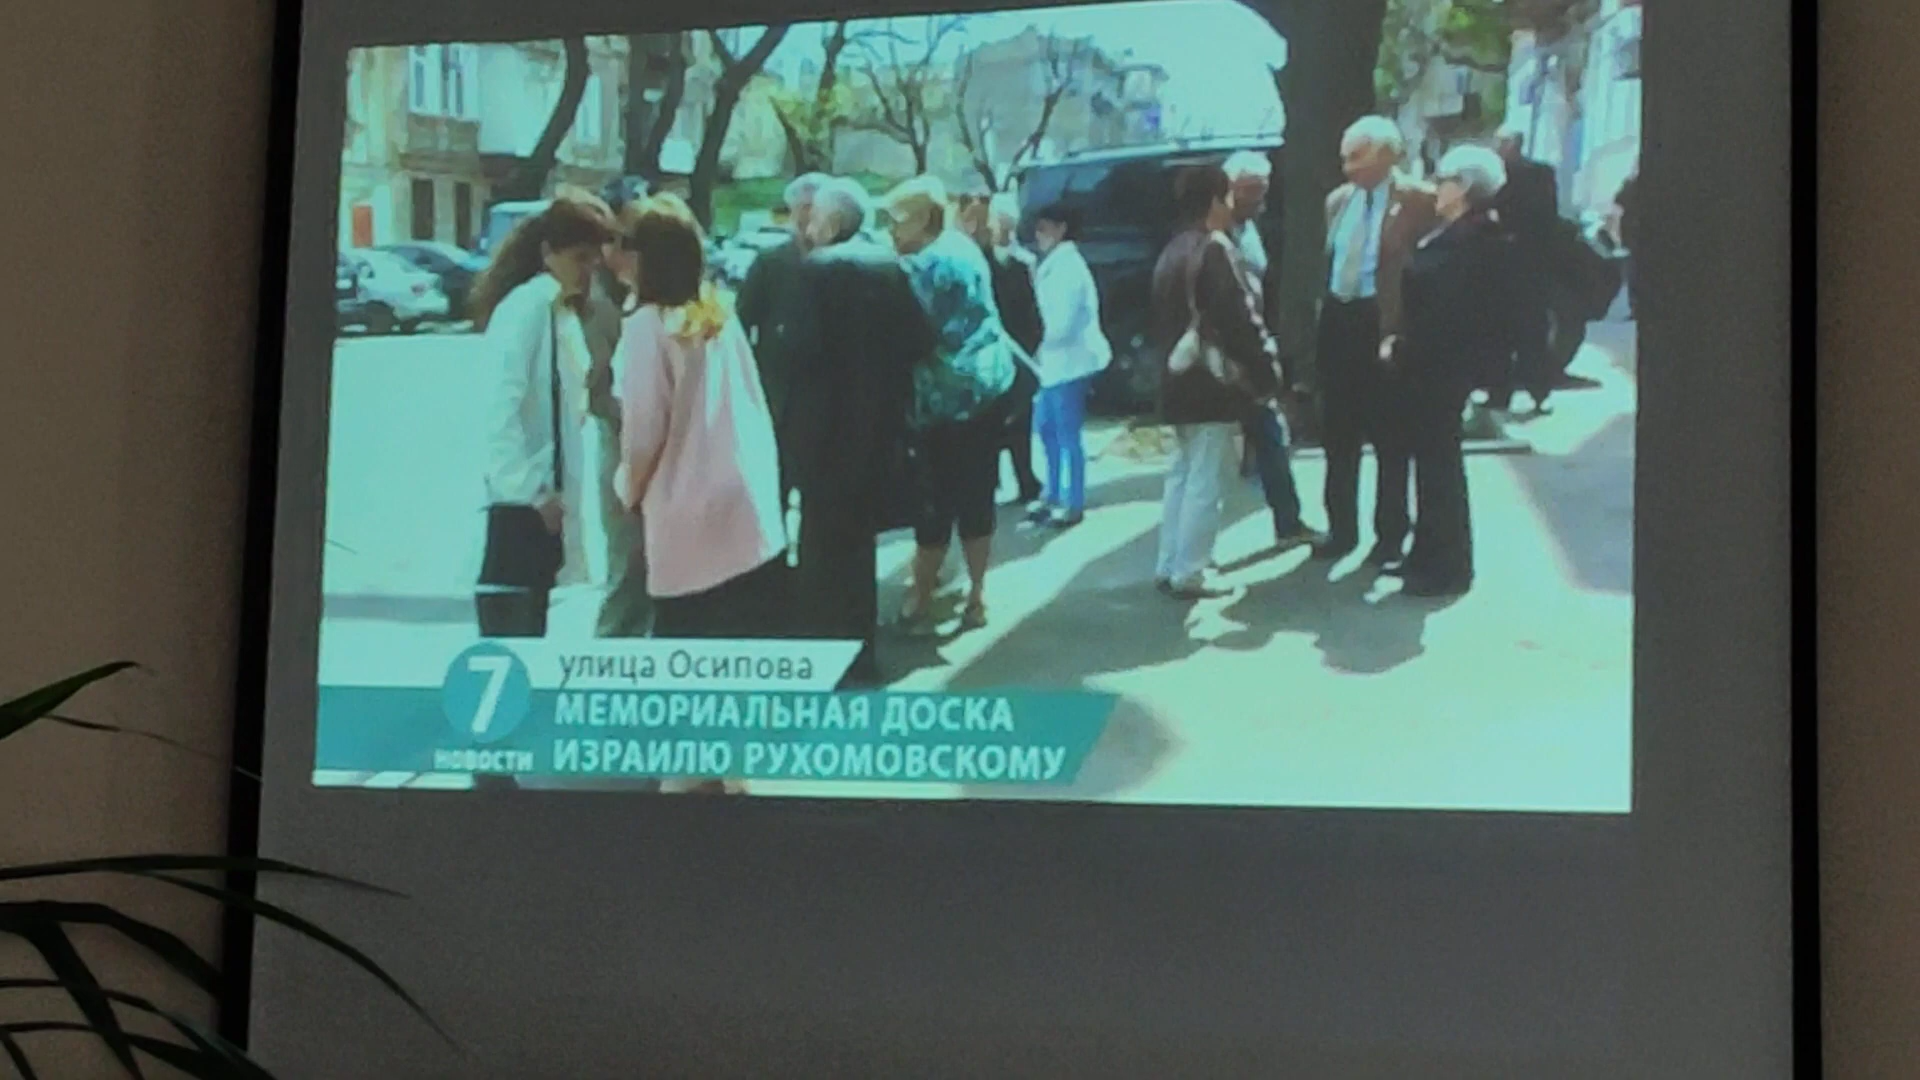 улица Осипова
7
МЕМОРИАЛЬНАЯ ДОСКА
новости
ИЗРАИЛЮ РУХОМОВСКОМУ